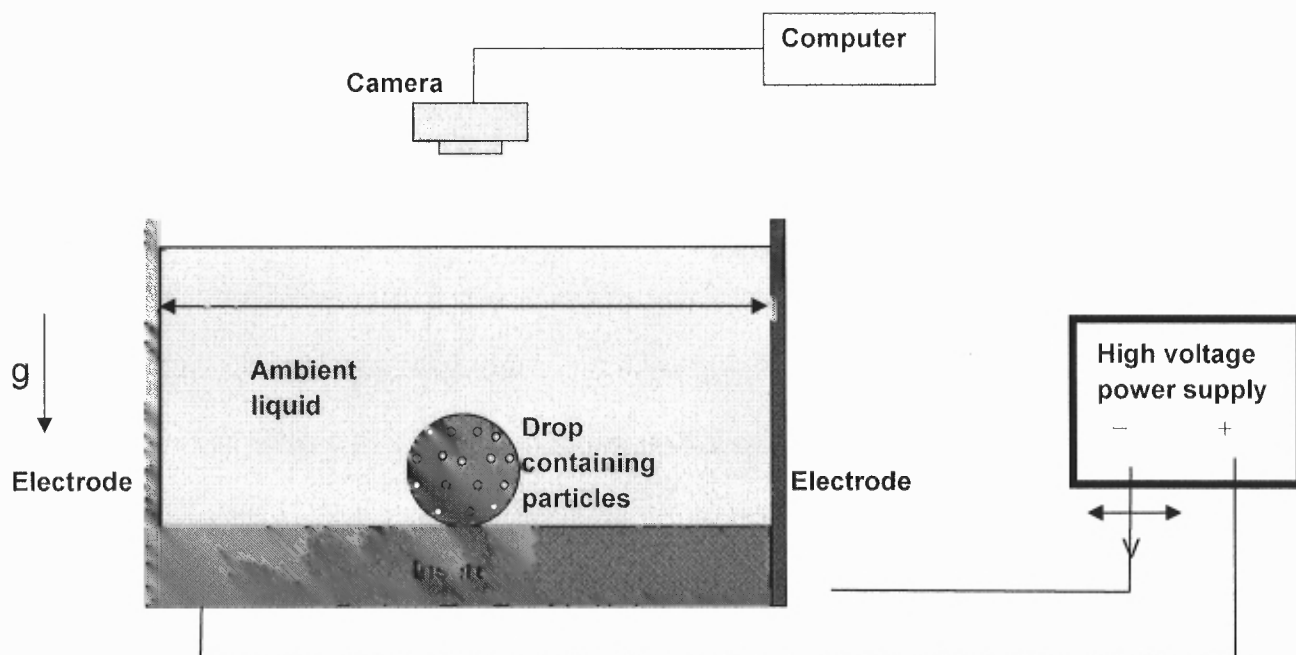 Computer
Camera
g
Ambient
liquid
Drop
containing
particles
Electrode
Electrode
High voltage
power supply
− +